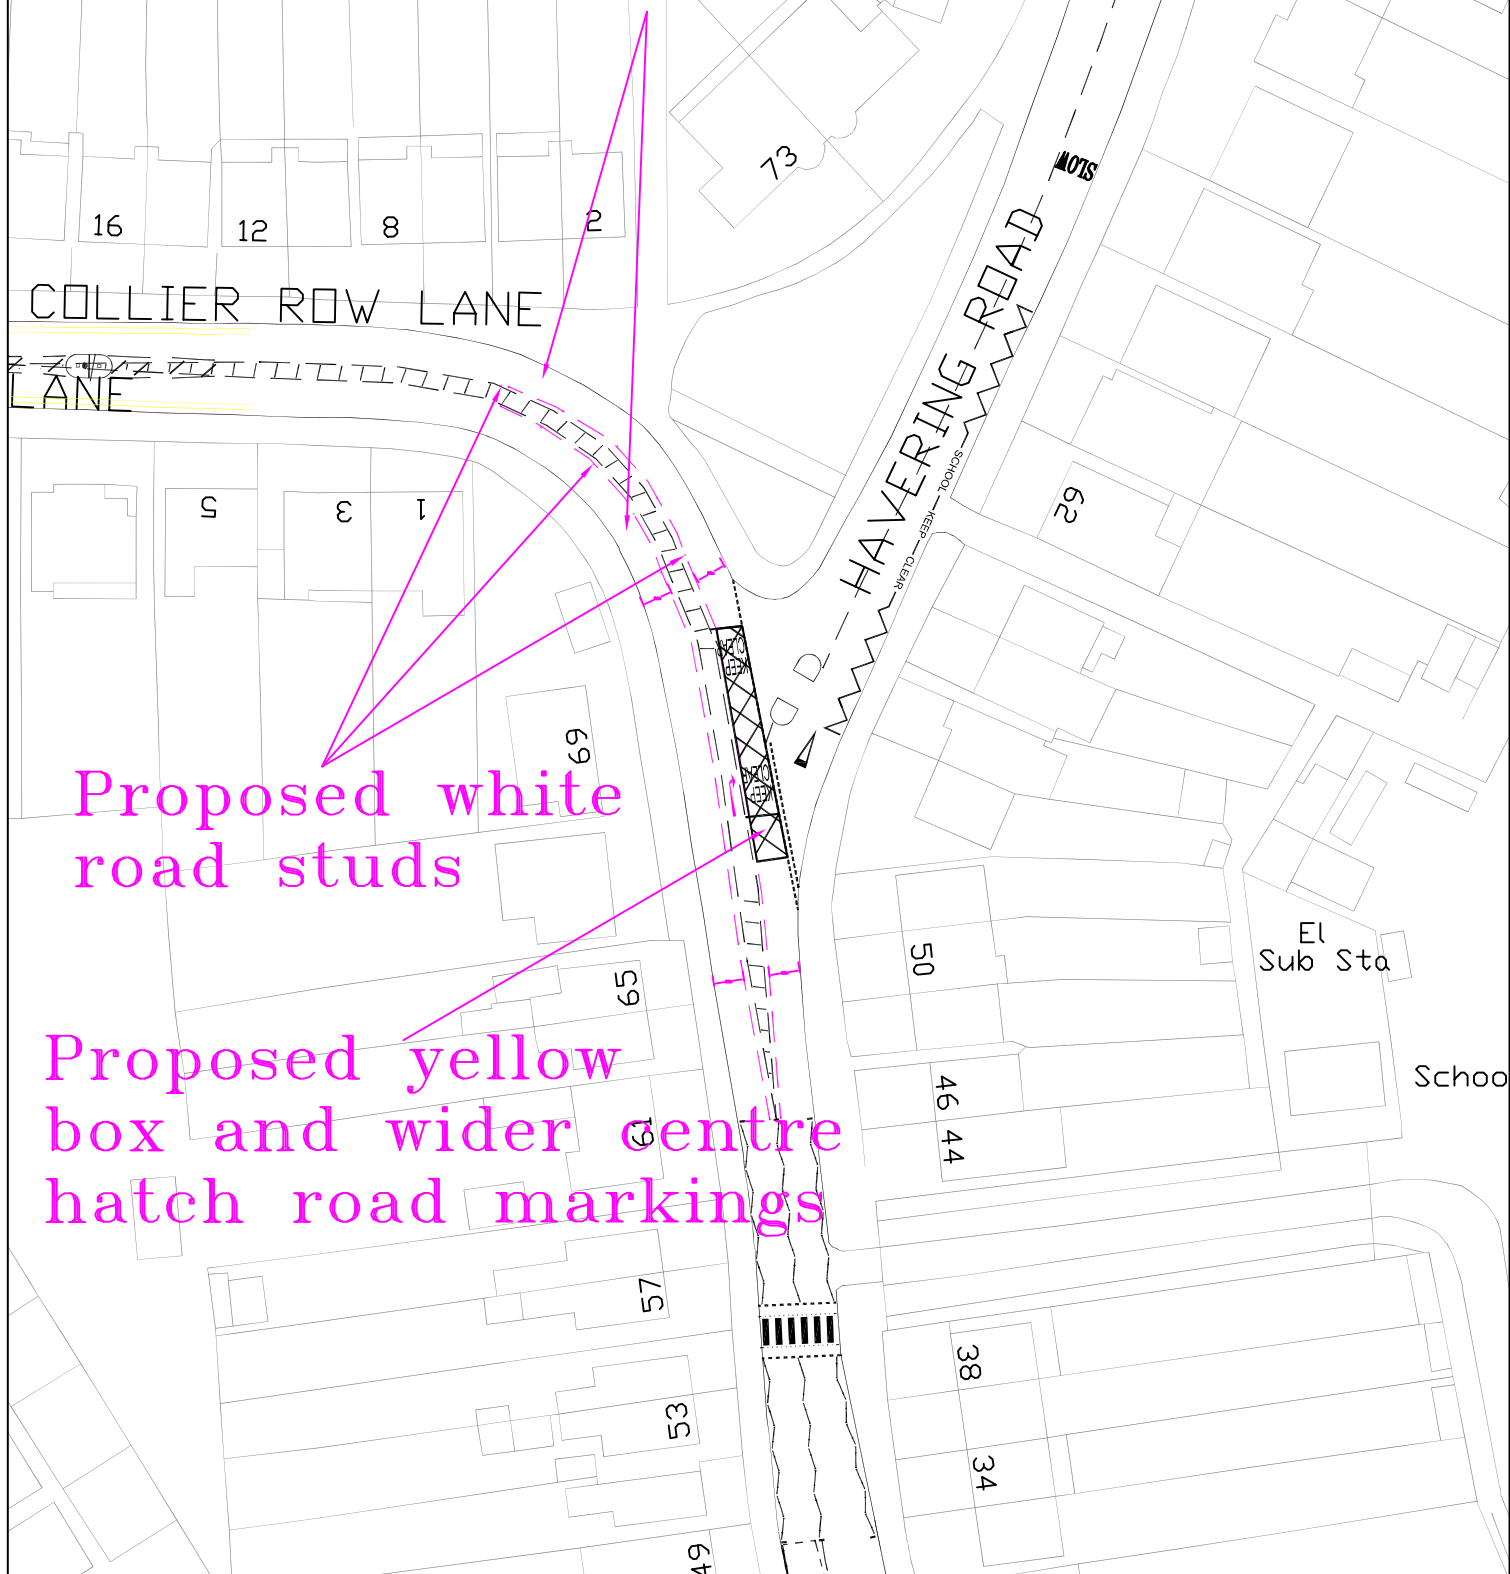 73
SLOW
16
12
8
2
COLLIER ROW LANE
HAVERING ROAD
LANE
5
3
1
SCHOOL KEEP CLEAR
62
69
Proposed white
road studs
50
El
Sub Sta
65
Proposed yellow
box and wider centre
hatch road markings
61
46
44
Schoo
57
38
53
34
49